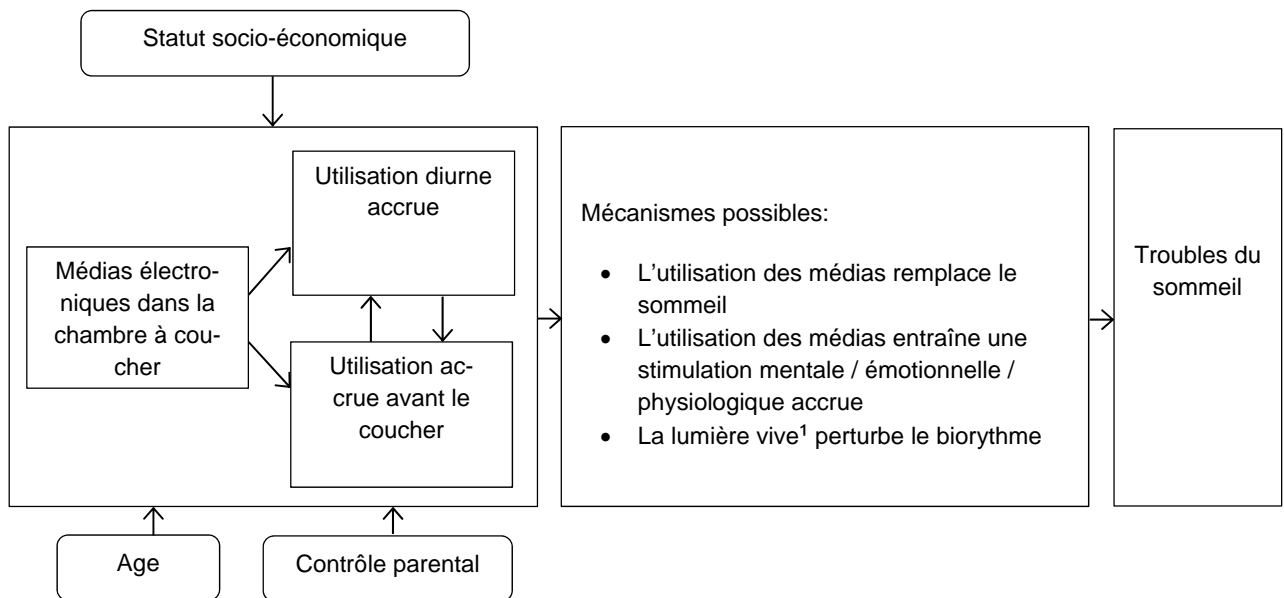 Statut socio-économique
Utilisation diurne
accrue
Médias électro-
niques dans la
chambre à cou-
cher
Utilisation ac-
crue avant le
coucher
Mécanismes possibles:
• L’utilisation des médias remplace le
sommeil
• L’utilisation des médias entraîne une
stimulation mentale / émotionnelle /
physiologique accrue
• La lumière vive¹ perturbe le biorythme
Troubles du
sommeil
Age
Contrôle parental